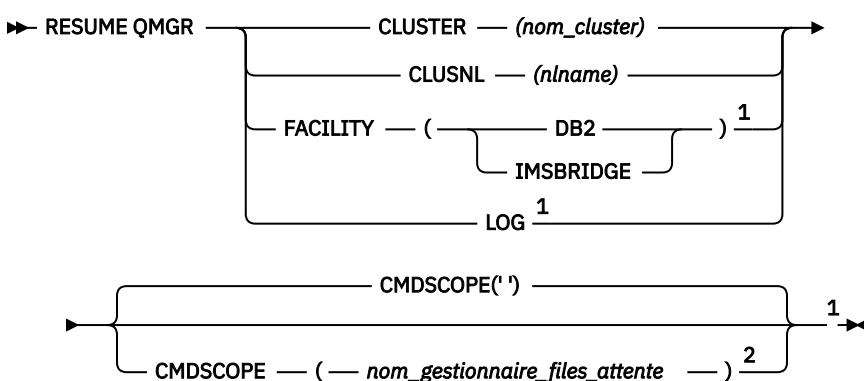 RESUME QMGR CLUSTER (nom_cluster)
CLUSNL (nlname)
FACILITY ( DB2 ) 1
IMSBRIDGE
LOG 1
CMDSCOPE(' ')
1
CMDSCOPE ( nom_gestionnaire_files_attente ) 2